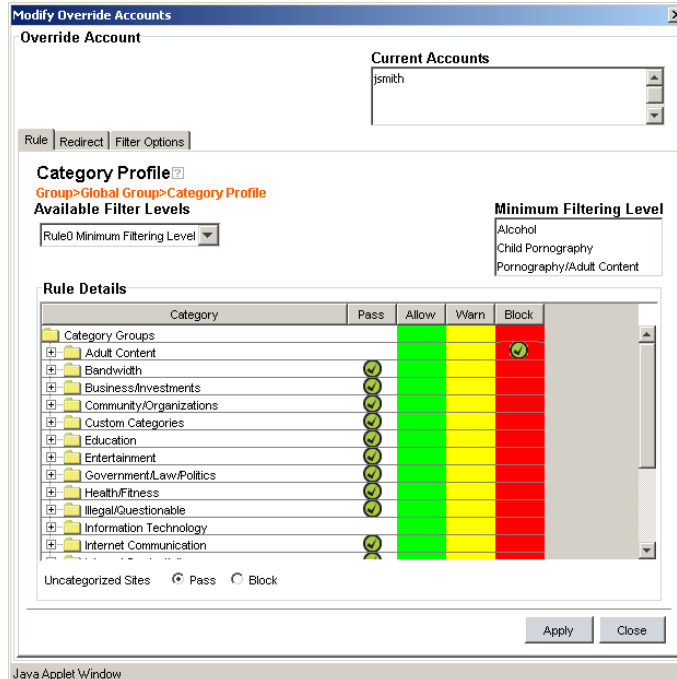 Modify Override Accounts
Override Account
Current Accounts
jsmith
Rule Redirect Filter Options
Category Profile ?
Group>Global Group>Category Profile
Available Filter Levels
Rule0 Minimum Filtering Level
Minimum Filtering Level
Alcohol
Child Pornography
Pornography/Adult Content
Rule Details
Category Pass Allow Warn Block
Category Groups
Adult Content
Bandwidth
Business/Investments
Community/Organizations
Custom Categories
Education
Entertainment
Government/Law/Politics
Health/Fitness
Illegal/Questionable
Information Technology
Internet Communication
Uncategorized Sites Pass Block
Apply Close
Java Applet Window